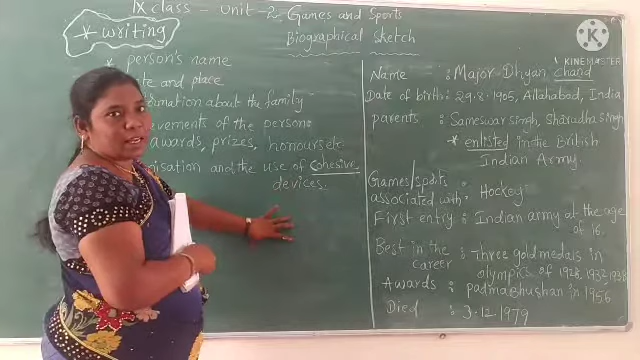 IX class - Unit-2 Games and Sports
* writing
Biographical sketch
* person's name
and place
about the family
of the person:
awards, prizes, honours etc.
and the use of Cohesive
devices.
Name : Major Dhyan chand
Date of birth: 29.8.1905, Allahabad, India
parents : Sameswar singh, sharadha singh
* enlisted in the British
Indian Army.
Games/sports
associated with : Hockey
First entry : Indian army at the age
of 16.
Best in the
career : Three gold medals in
olympics of 1928, 1932, 1936
Awards : padmaBhushan in 1956
Died : 3.12.1979
K
KINEMASTER